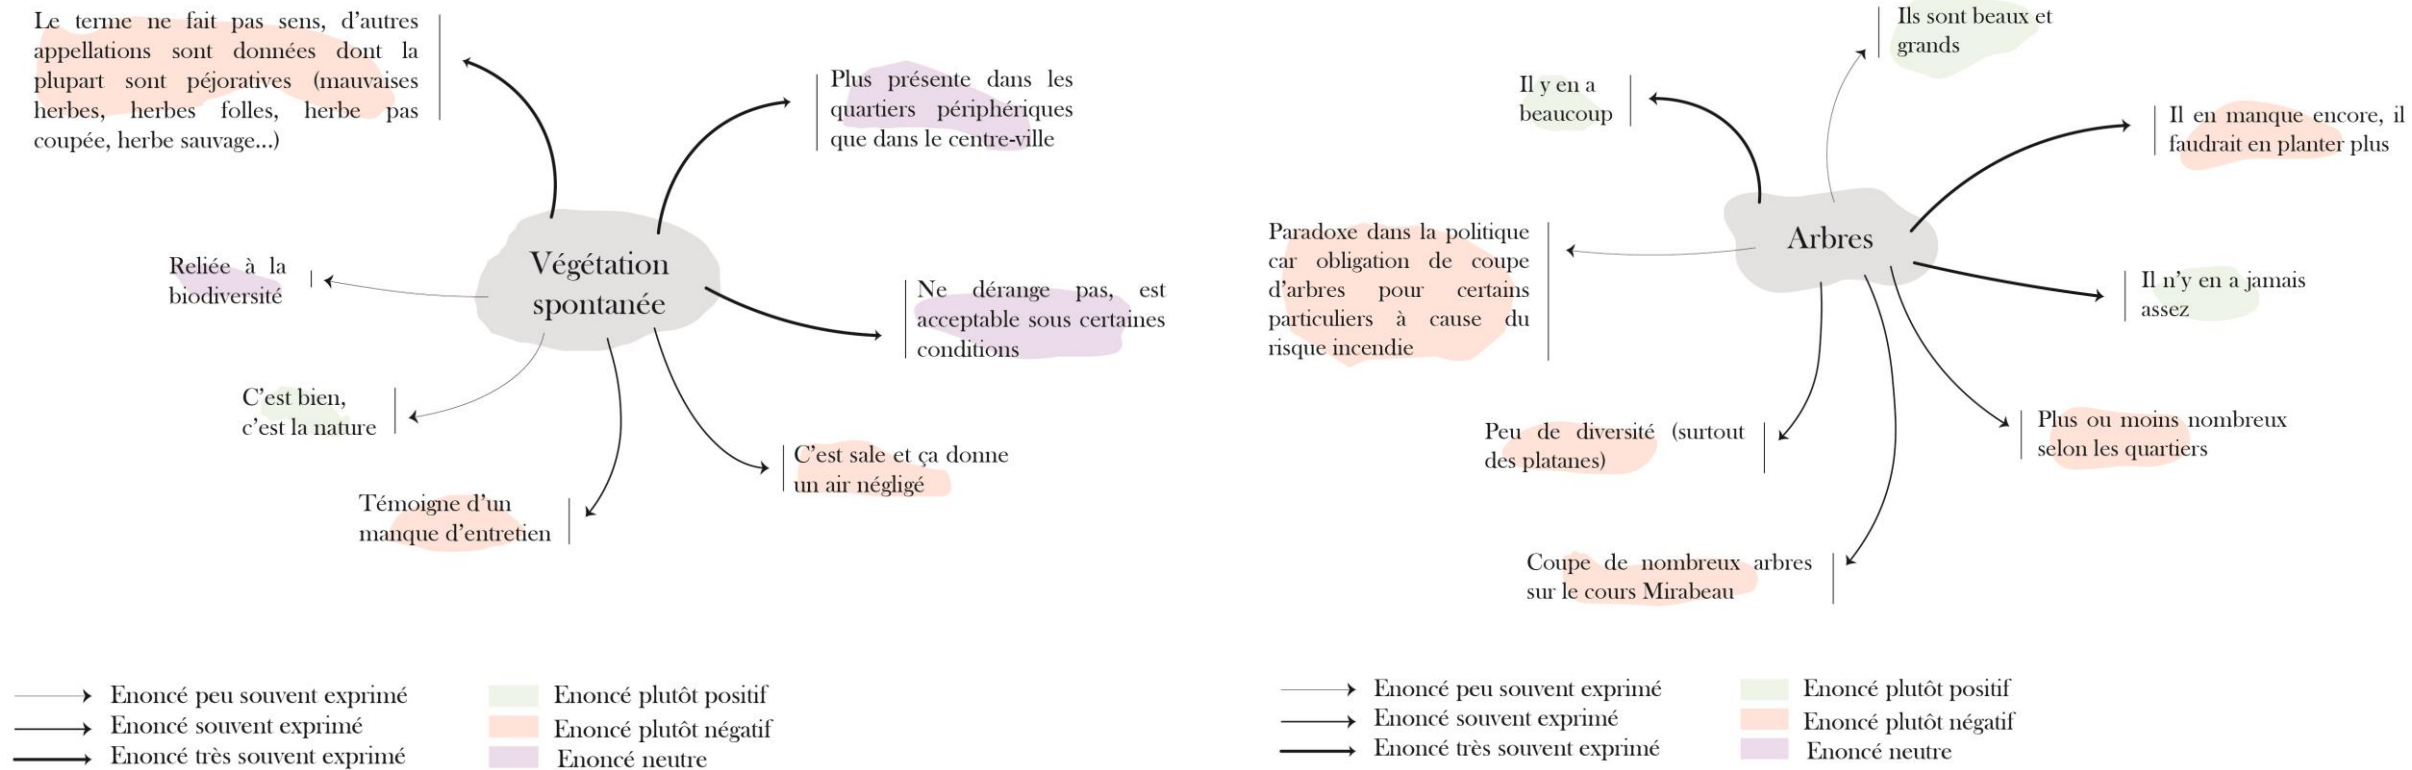 Le terme ne fait pas sens, d’autres
appellations sont données dont la
plupart sont péjoratives (mauvaises
herbes, herbes folles, herbe pas
coupée, herbe sauvage...)
Plus présente dans les
quartiers périphériques
que dans le centre-ville
Végétation
spontanée
Reliée à la
biodiversité
Ne dérange pas, est
acceptable sous certaines
conditions
C’est bien,
c’est la nature
C’est sale et ça donne
un air négligé
Témoigne d’un
manque d’entretien
Enoncé peu souvent exprimé
Enoncé souvent exprimé
Enoncé très souvent exprimé
Enoncé plutôt positif
Enoncé plutôt négatif
Enoncé neutre
Ils sont beaux et
grands
Il y en a
beaucoup
Il en manque encore, il
faudrait en planter plus
Arbres
Paradoxe dans la politique
car obligation de coupe
d’arbres pour certains
particuliers à cause du
risque incendie
Il n’y en a jamais
assez
Peu de diversité (surtout
des platanes)
Plus ou moins nombreux
selon les quartiers
Coupe de nombreux arbres
sur le cours Mirabeau
Enoncé peu souvent exprimé
Enoncé souvent exprimé
Enoncé très souvent exprimé
Enoncé plutôt positif
Enoncé plutôt négatif
Enoncé neutre